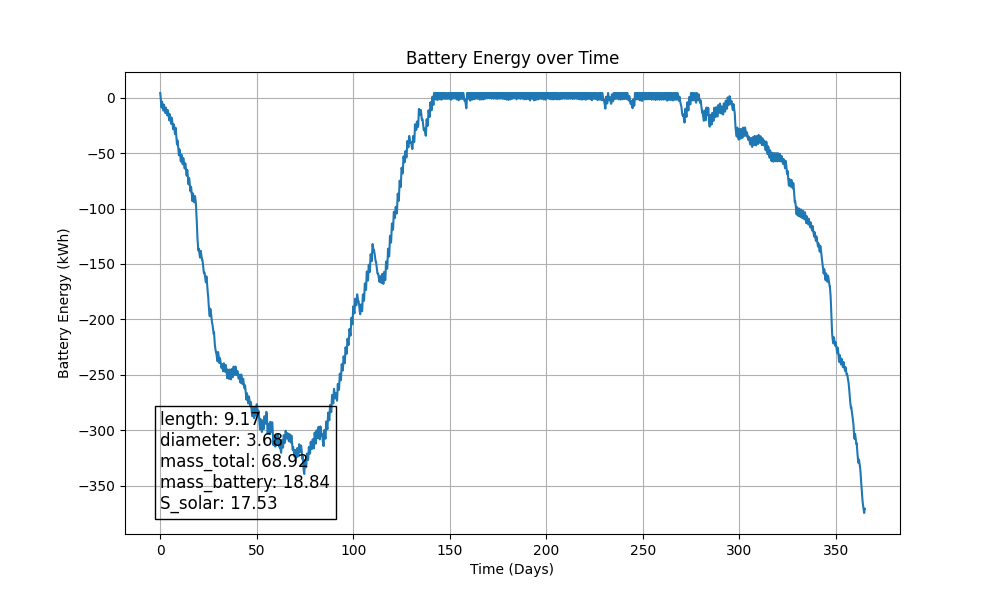 Battery Energy over Time
Battery Energy (kWh)
0
−50
−100
−150
−200
−250
−300
−350
length: 9.17
diameter: 3.68
mass_total: 68.92
mass_battery: 18.84
S_solar: 17.53
0 50 100 150 200 250 300 350
Time (Days)